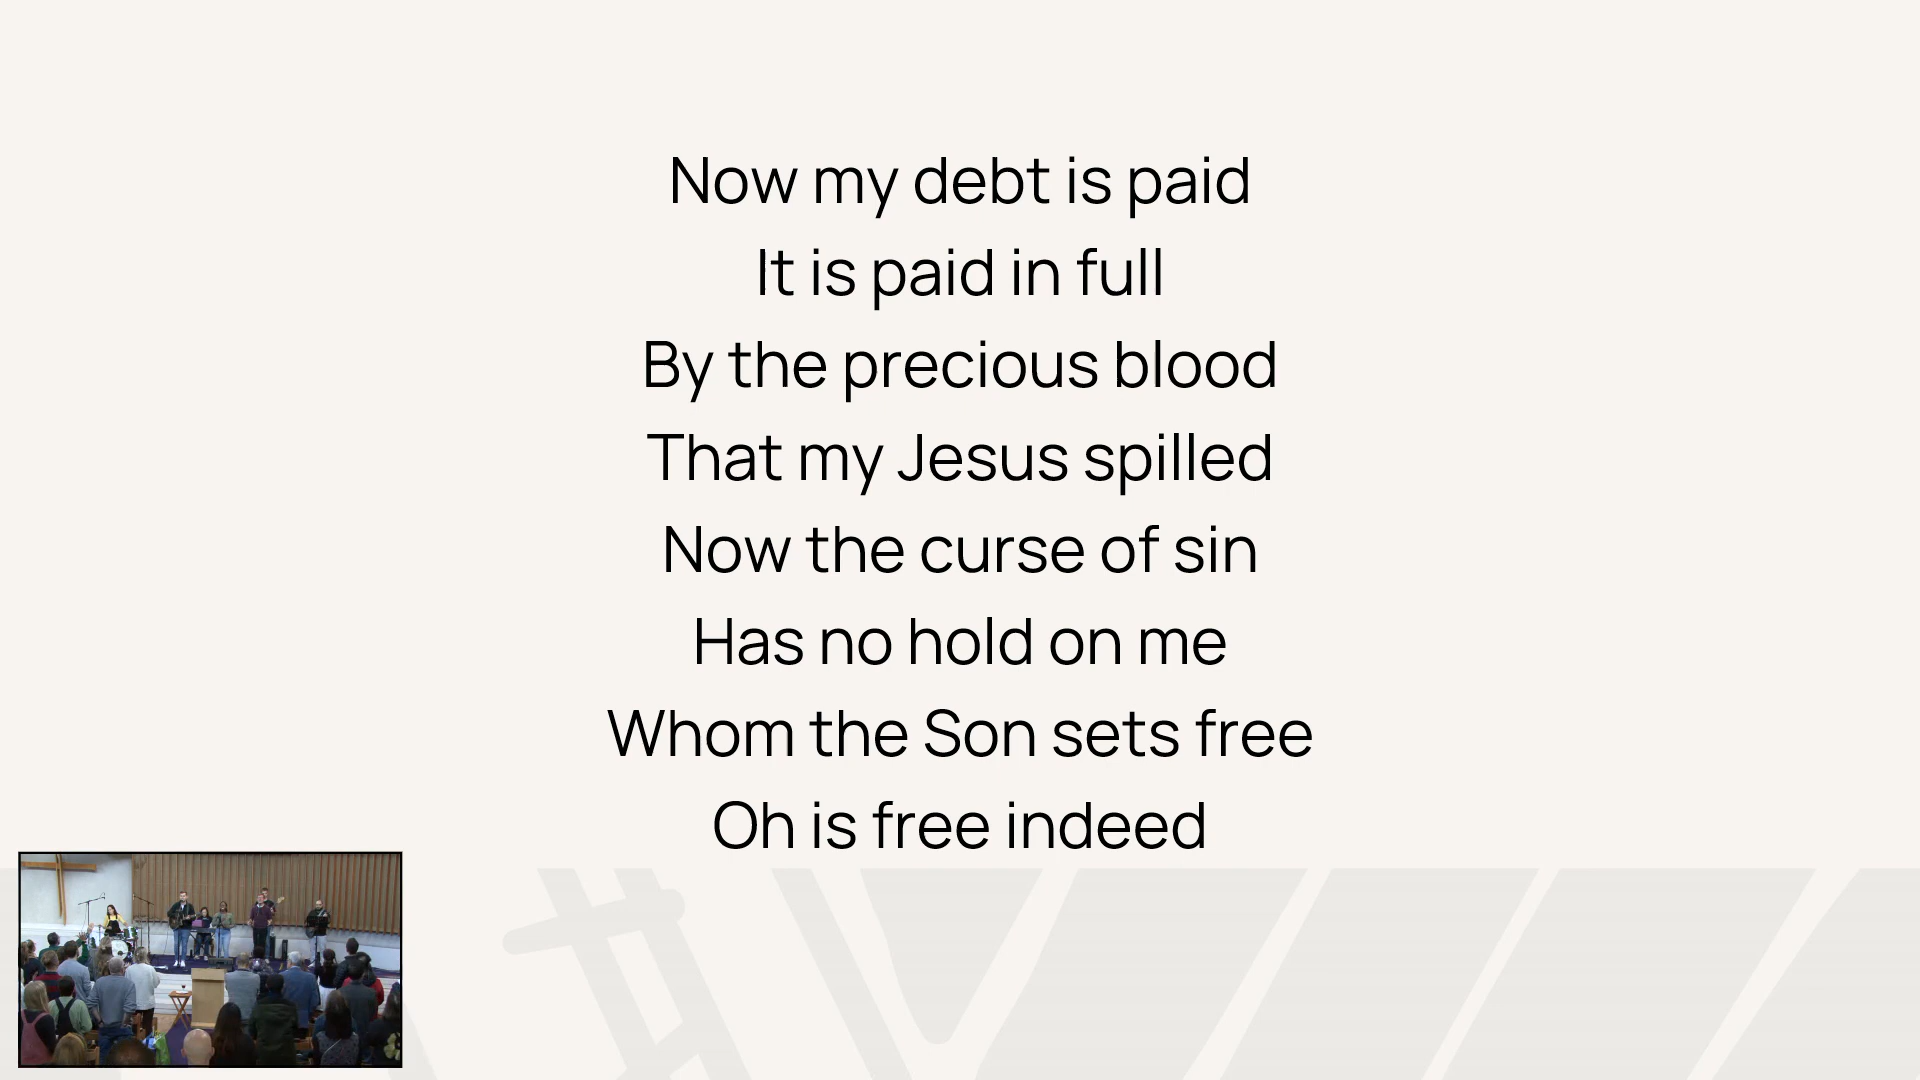 Now my debt is paid
It is paid in full
By the precious blood
That my Jesus spilled
Now the curse of sin
Has no hold on me
Whom the Son sets free
Oh is free indeed